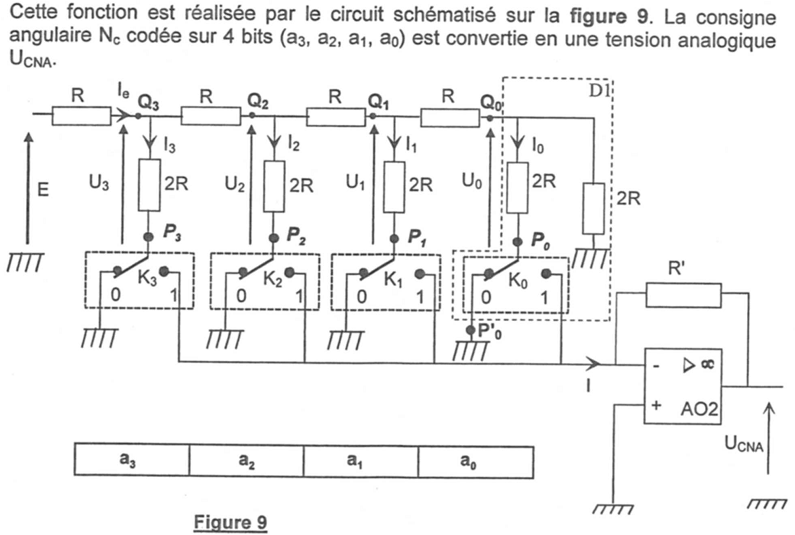 Cette fonction est réalisée par le circuit schématisé sur la figure 9. La consigne
angulaire Nc codée sur 4 bits (a3, a2, a1, a0) est convertie en une tension analogique
UCNA.
D1
R Ie Q3 R Q2 R Q1 R Q0
I3 I2 I1 I0
E U3 2R U2 2R U1 2R U0 2R 2R
P3 P2 P1 P0
K3 K2 K1 K0
0 1 0 1 0 1 0 1
R'
P'0
I
- ▷ ∞
+ AO2
UCNA
a3 a2 a1 a0
Figure 9